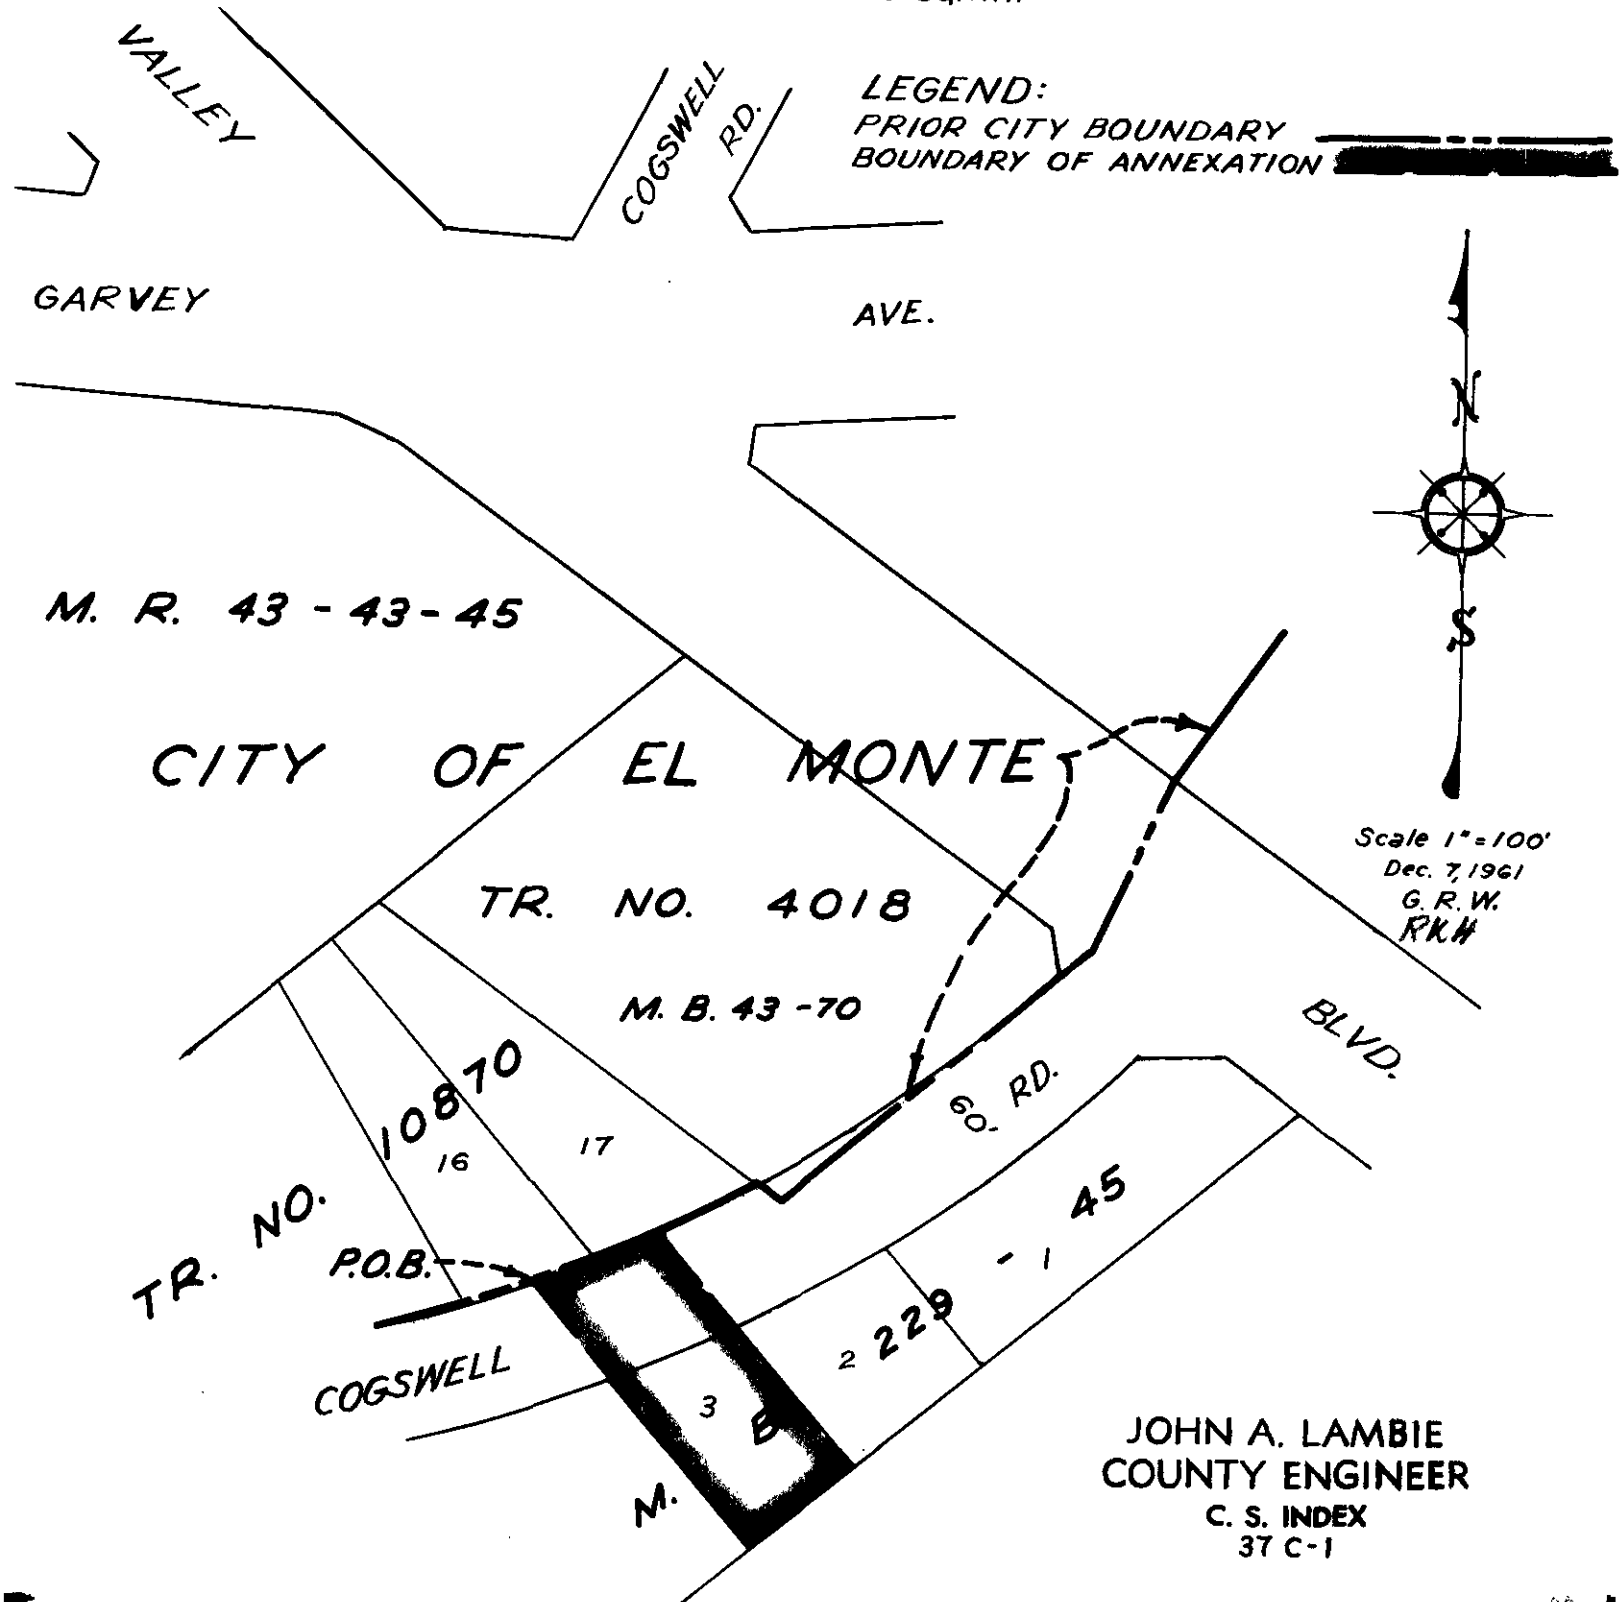 LEGEND:
PRIOR CITY BOUNDARY
BOUNDARY OF ANNEXATION
VALLEY
COGSWELL
RD.
GARVEY AVE.
N
M. R. 43 - 43 - 45
S
CITY OF EL MONTE
Scale 1"=100'
Dec. 7, 1961
G. R. W.
RKH
TR. NO. 4018
M. B. 43 - 70
BLVD.
TR. NO. 10870
16
17
60' RD.
P.O.B.
COGSWELL
M. B. 229 - 45
1
2
3
JOHN A. LAMBIE
COUNTY ENGINEER
C. S. INDEX
37 C-1